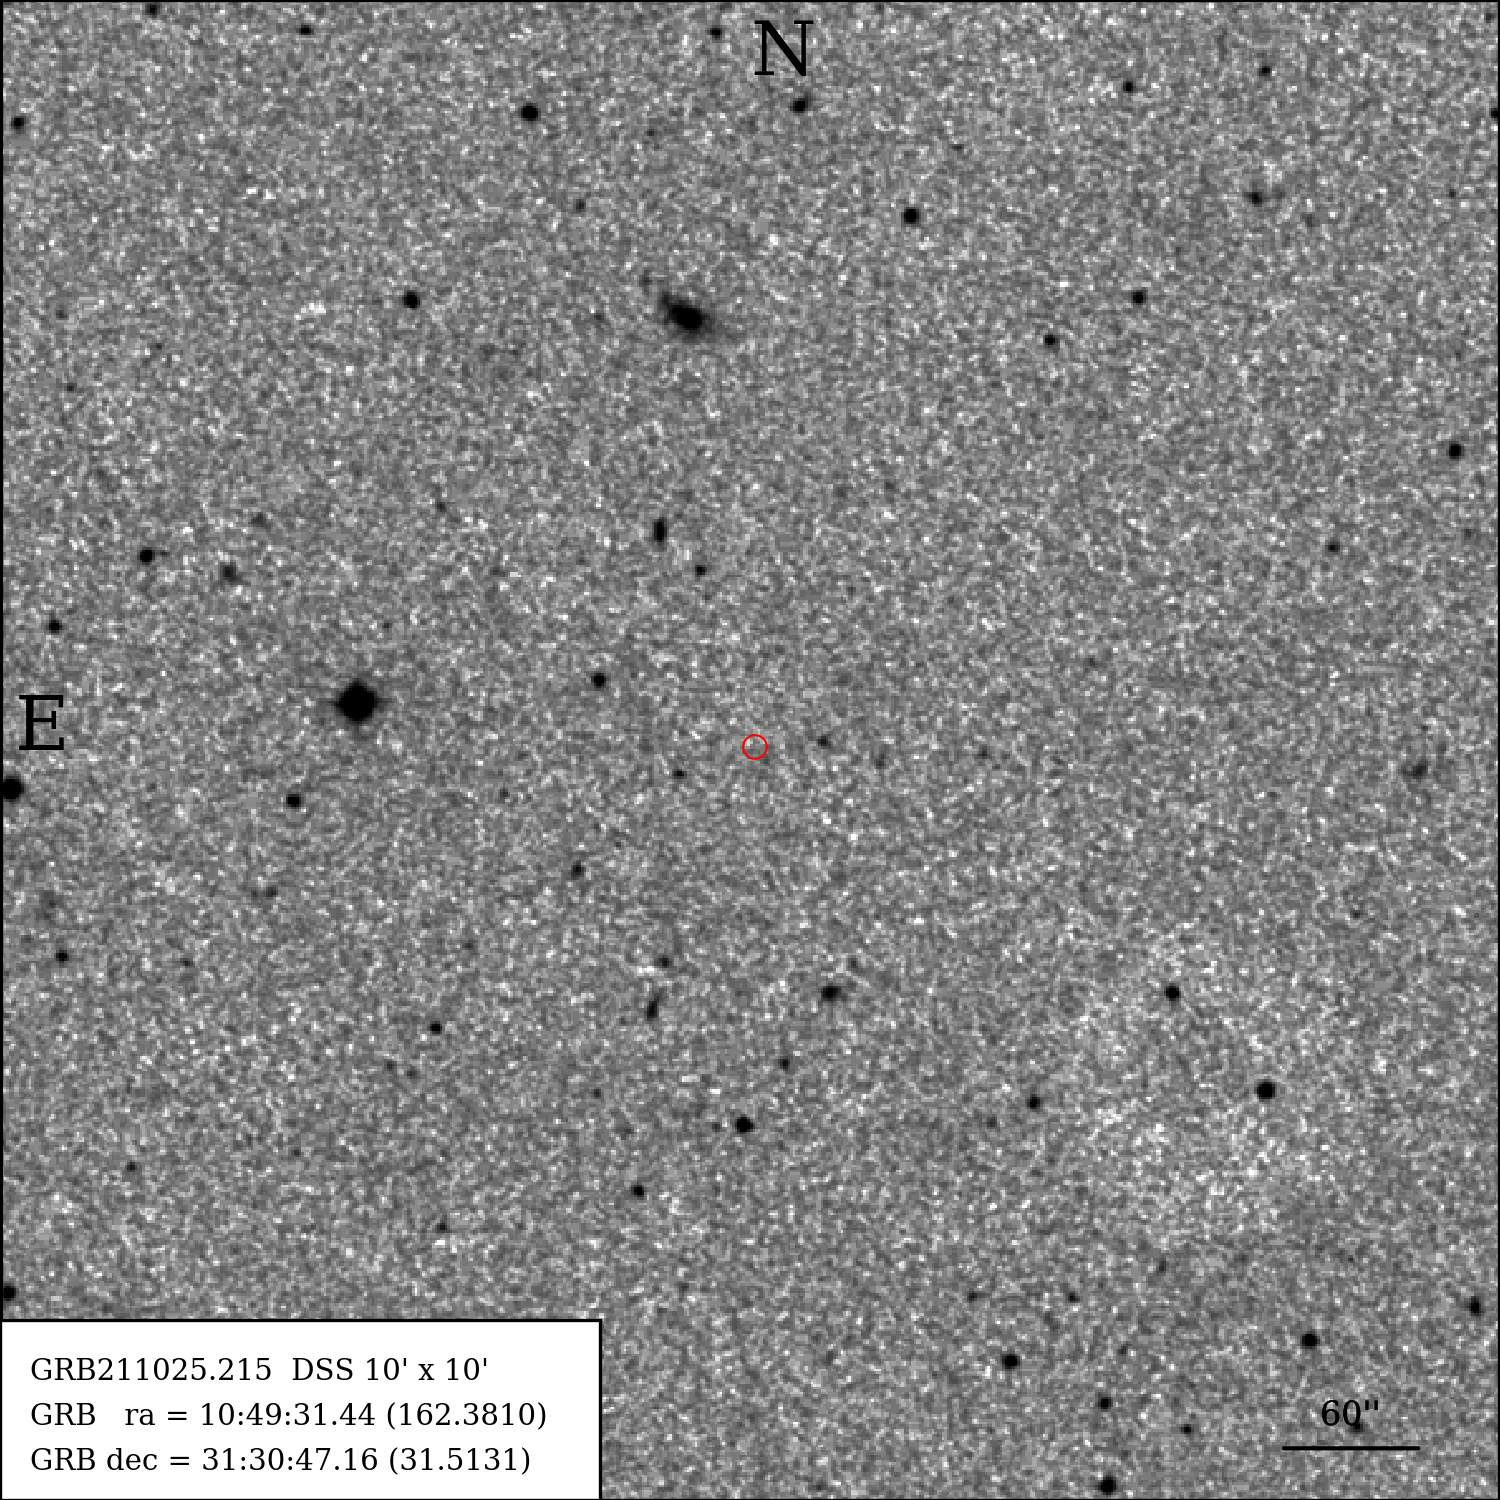 N
E
GRB211025.215  DSS 10' x 10'
GRB   ra = 10:49:31.44 (162.3810)
GRB dec = 31:30:47.16 (31.5131)
60"